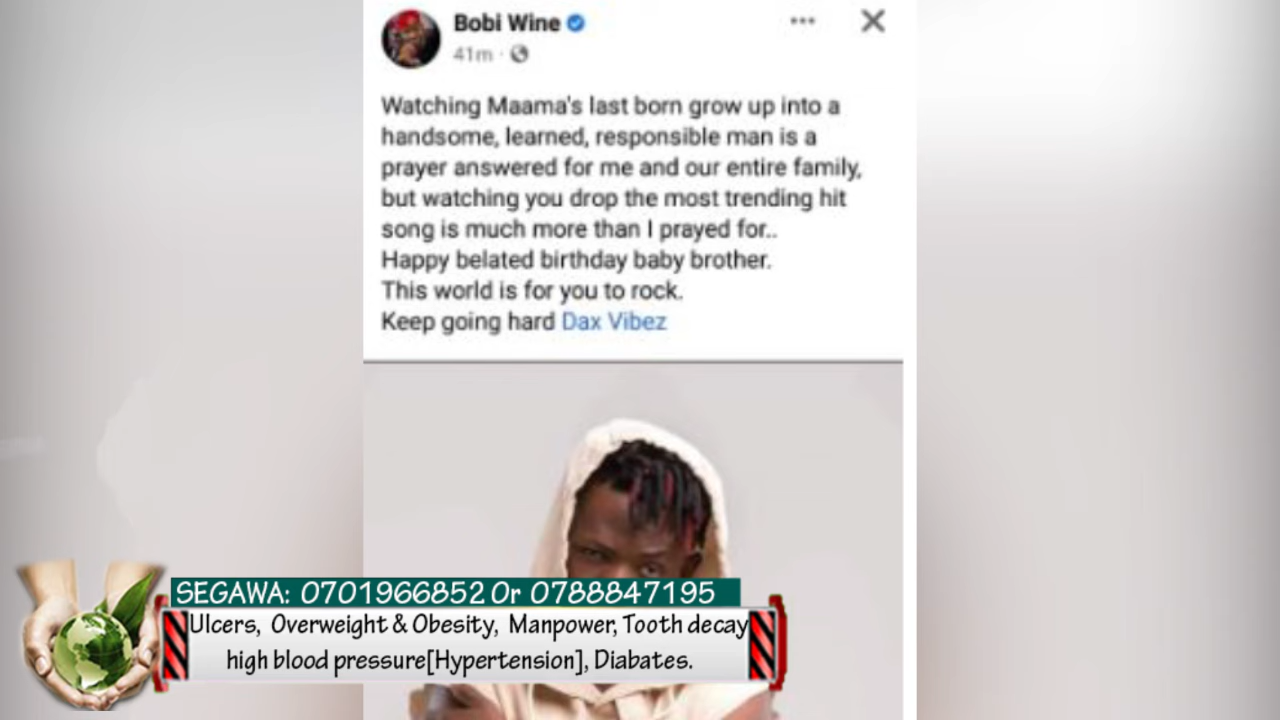 Bobi Wine
41m
Watching Maama's last born grow up into a
handsome, learned, responsible man is a
prayer answered for me and our entire family,
but watching you drop the most trending hit
song is much more than I prayed for..
Happy belated birthday baby brother.
This world is for you to rock.
Keep going hard Dax Vibez
SEGAWA: 0701966852 Or 0788847195
Ulcers, Overweight & Obesity, Manpower, Tooth decay
high blood pressure[Hypertension], Diabates.